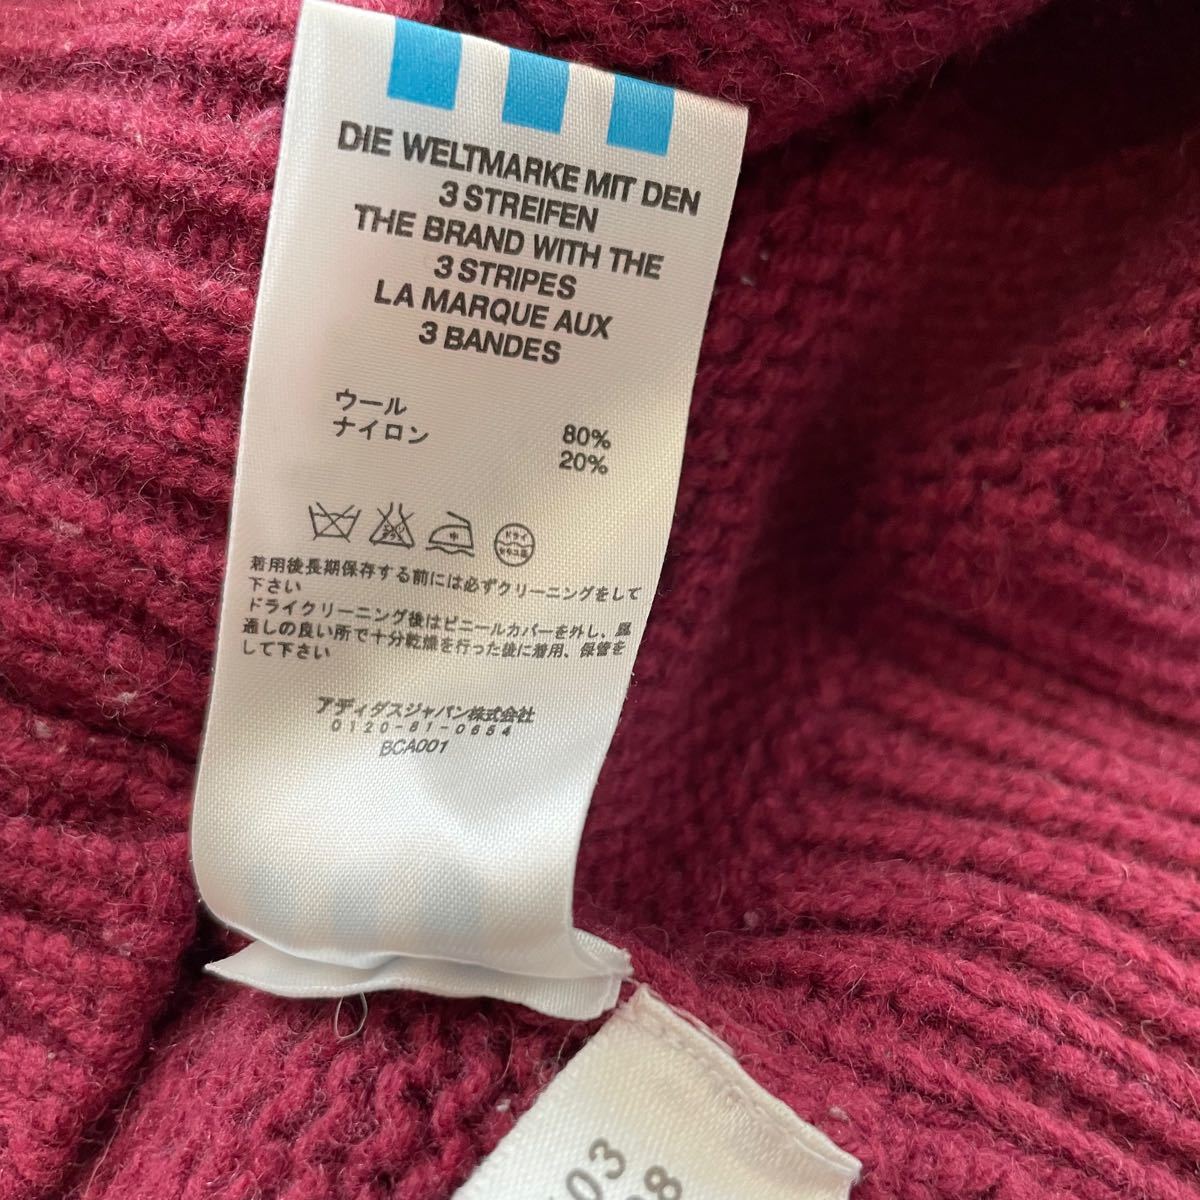 DIE WELTMARKE MIT DEN
3 STREIFEN
THE BRAND WITH THE
3 STRIPES
LA MARQUE AUX
3 BANDES
ウール 80%
ナイロン 20%
中 ドライ
着用後長期保存する前には必ずクリーニングをして
下さい
ドライクリーニング後はビニールカバーを外し、風
通しの良い所で十分乾燥を行った後に着用、保管を
して下さい
アディダスジャパン株式会社
0120-81-0654
BCA001
03